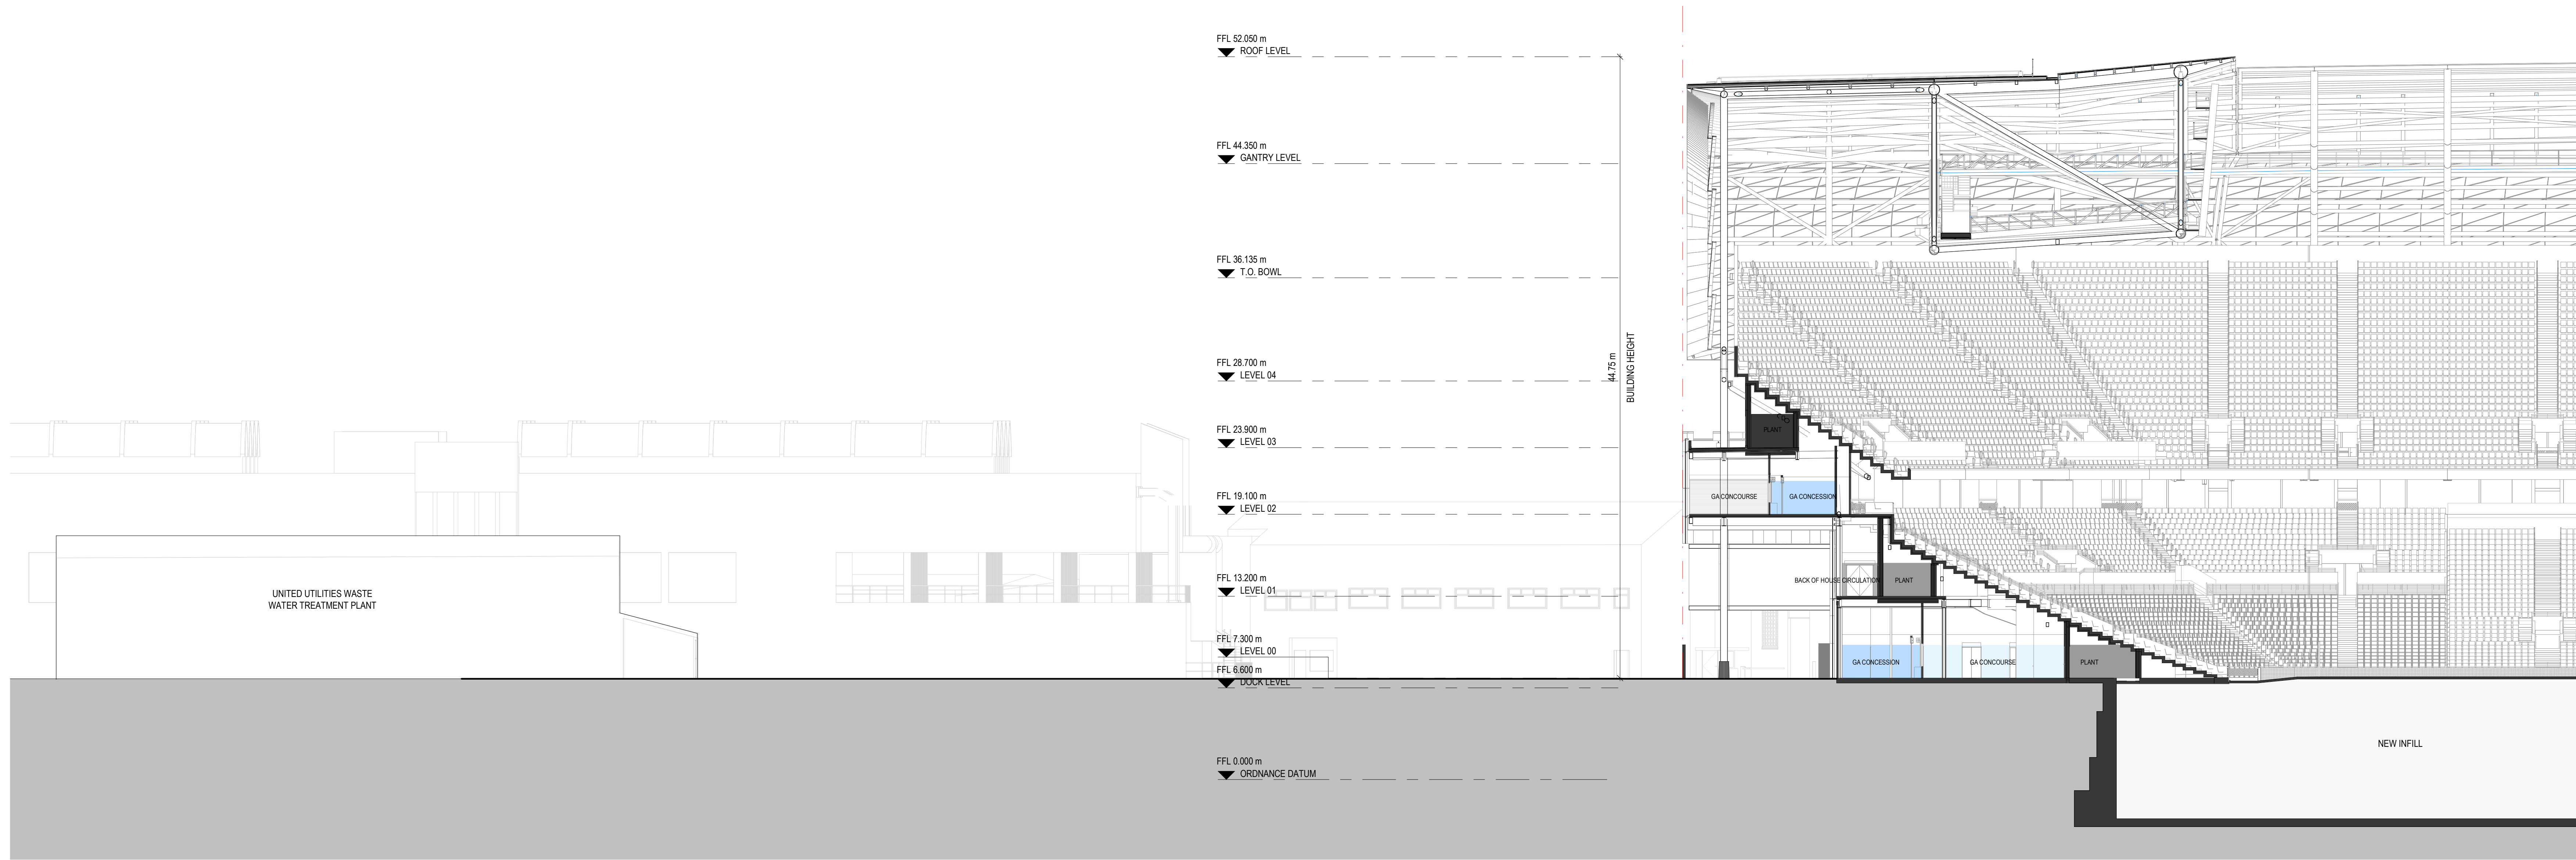 FFL 52.050 m
ROOF LEVEL
FFL 44.350 m
GANTRY LEVEL
FFL 36.135 m
T.O. BOWL
FFL 28.700 m
LEVEL 04
FFL 23.900 m
LEVEL 03
FFL 19.100 m
LEVEL 02
FFL 13.200 m
LEVEL 01
FFL 7.300 m
LEVEL 00
FFL 6.600 m
DOCK LEVEL
FFL 0.000 m
ORDNANCE DATUM
44.75 m
BUILDING HEIGHT
UNITED UTILITIES WASTE
WATER TREATMENT PLANT
PLANT
GA CONCOURSE
GA CONCESSION
BACK OF HOUSE CIRCULATION
PLANT
GA CONCESSION
GA CONCOURSE
PLANT
NEW INFILL